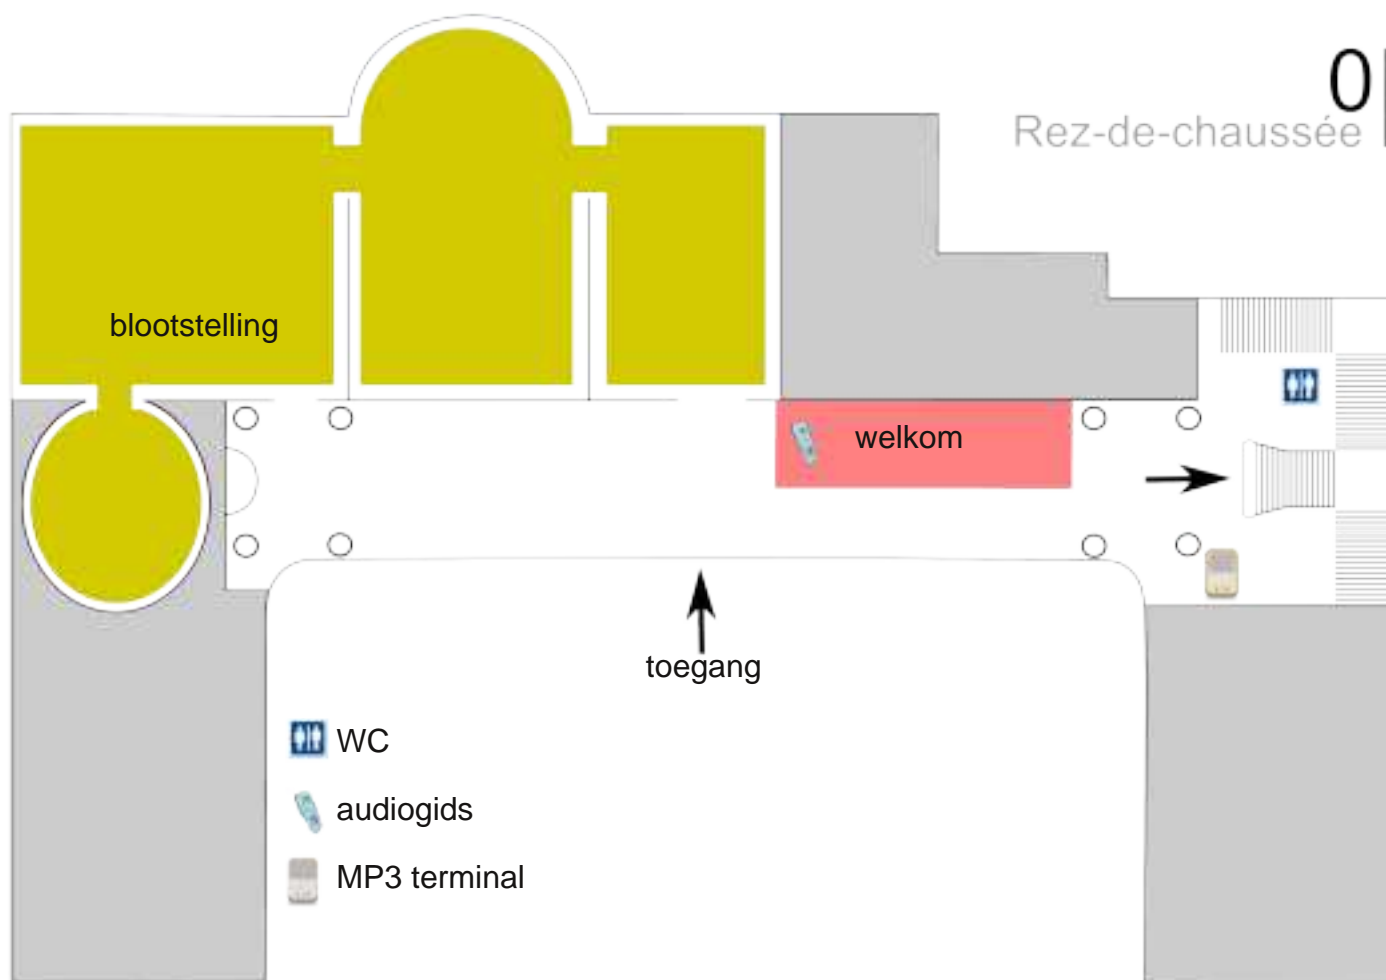 0
Rez-de-chaussée
blootstelling
welkom
toegang
WC
audiogids
MP3 terminal